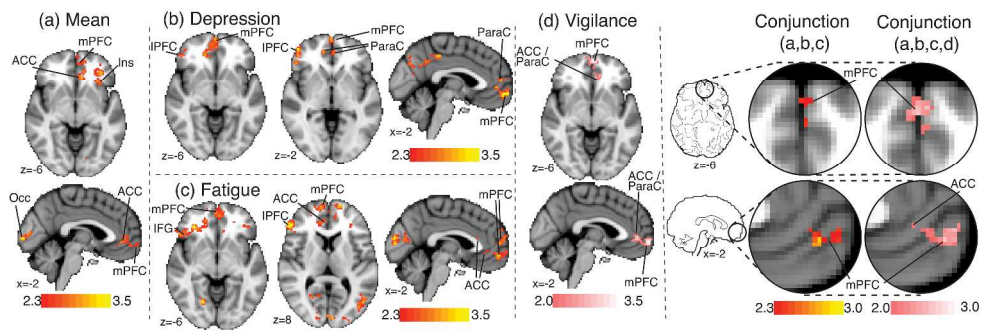 (a) Mean
mPFC
ACC
Ins
z=-6
Occ
ACC
mPFC
x=-2
2.3 3.5
(b) Depression
lPFC
mPFC
z=-6
lPFC
mPFC
ParaC
z=-2
ParaC
mPFC
x=-2
2.3 3.5
(c) Fatigue
mPFC
IFG
z=-6
lPFC
ACC
mPFC
z=8
mPFC
ACC
x=-2
2.3 3.5
(d) Vigilance
mPFC
ACC /
ParaC
z=-6
ACC /
ParaC
mPFC
x=-2
2.0 3.5
Conjunction
(a,b,c)
Conjunction
(a,b,c,d)
mPFC
z=-6
ACC
x=-2
mPFC
2.3 3.0
2.0 3.0